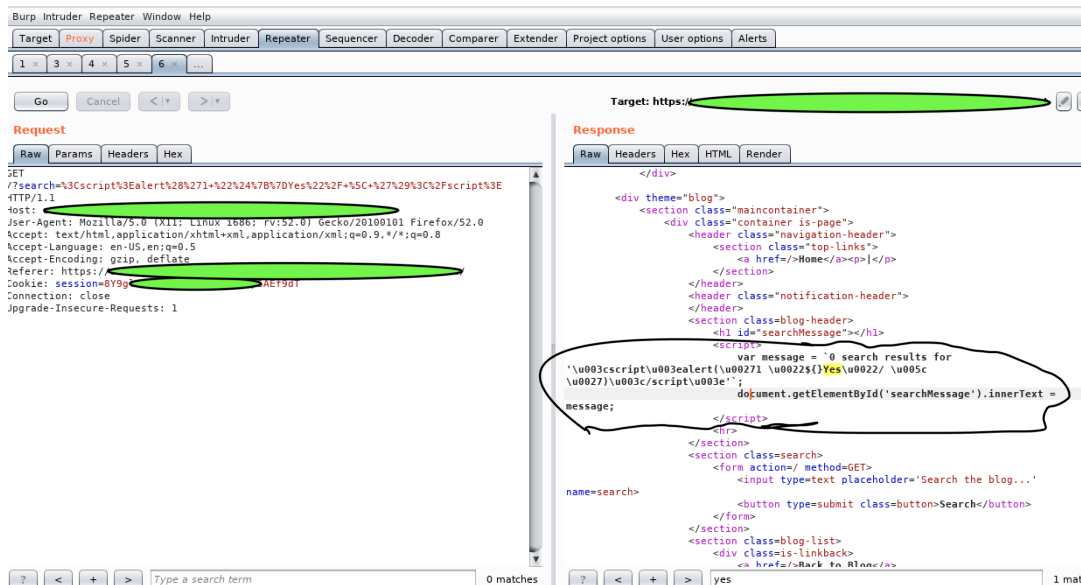 Burp Intruder Repeater Window Help
Target Proxy Spider Scanner Intruder Repeater Sequencer Decoder Comparer Extender Project options User options Alerts
1 × 3 × 4 × 5 × 6 × ...
Go Cancel < > Target: https:/
Request
Raw Params Headers Hex
GET
/?search=%3Cscript%3Ealert%28%271+%22%24%7B%7DYes%22%2F+%5C+%27%29%3C%2Fscript%3E
HTTP/1.1
Host:
User-Agent: Mozilla/5.0 (X11; Linux i686; rv:52.0) Gecko/20100101 Firefox/52.0
Accept: text/html,application/xhtml+xml,application/xml;q=0.9,*/*;q=0.8
Accept-Language: en-US,en;q=0.5
Accept-Encoding: gzip, deflate
Referer: https:/
Cookie: session=8Y9g AEf9dT
Connection: close
Upgrade-Insecure-Requests: 1
? < + > Type a search term 0 matches
Response
Raw Headers Hex HTML Render
</div>
<div theme="blog">
<section class="maincontainer">
<div class="container is-page">
<header class="navigation-header">
<section class="top-links">
<a href=/>Home</a><p>|</p>
</section>
</header>
<header class="notification-header">
</header>
<section class=blog-header>
<h1 id="searchMessage"></h1>
<script>
var message = `0 search results for
'\u003cscript\u003ealert(\u00271 \u0022${}Yes\u0022/ \u005c
\u0027)\u003c/script\u003e'`;
document.getElementById('searchMessage').innerText =
message;
</script>
<hr>
</section>
<section class=search>
<form action=/ method=GET>
<input type=text placeholder='Search the blog...'
name=search>
<button type=submit class=button>Search</button>
</form>
</section>
<section class=blog-list>
<div class=is-linkback>
<a href=/>Back to Blog</a>
? < + > yes 1 mat